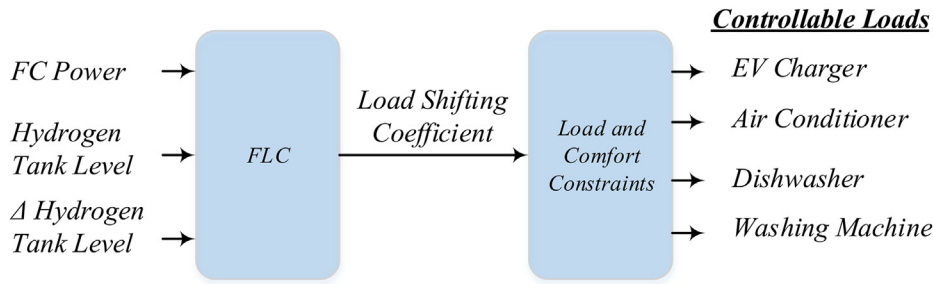 Controllable Loads
FC Power
Hydrogen
Tank Level
Δ Hydrogen
Tank Level
FLC
Load Shifting
Coefficient
Load and
Comfort
Constraints
EV Charger
Air Conditioner
Dishwasher
Washing Machine